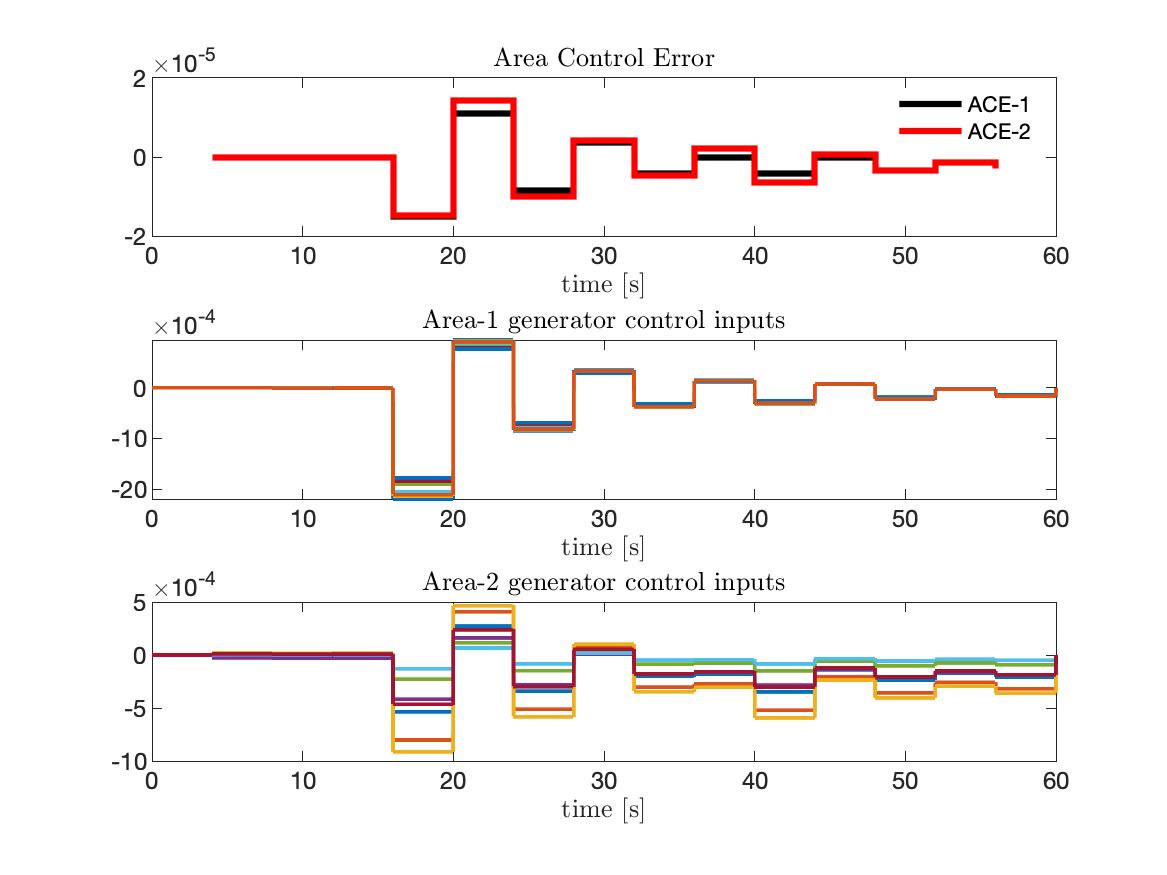 Area Control Error
×10-5
2
0
-2
ACE-1
ACE-2
0 10 20 30 40 50 60
time [s]
Area-1 generator control inputs
×10-4
0
-10
-20
0 10 20 30 40 50 60
time [s]
Area-2 generator control inputs
×10-4
5
0
-5
-10
0 10 20 30 40 50 60
time [s]